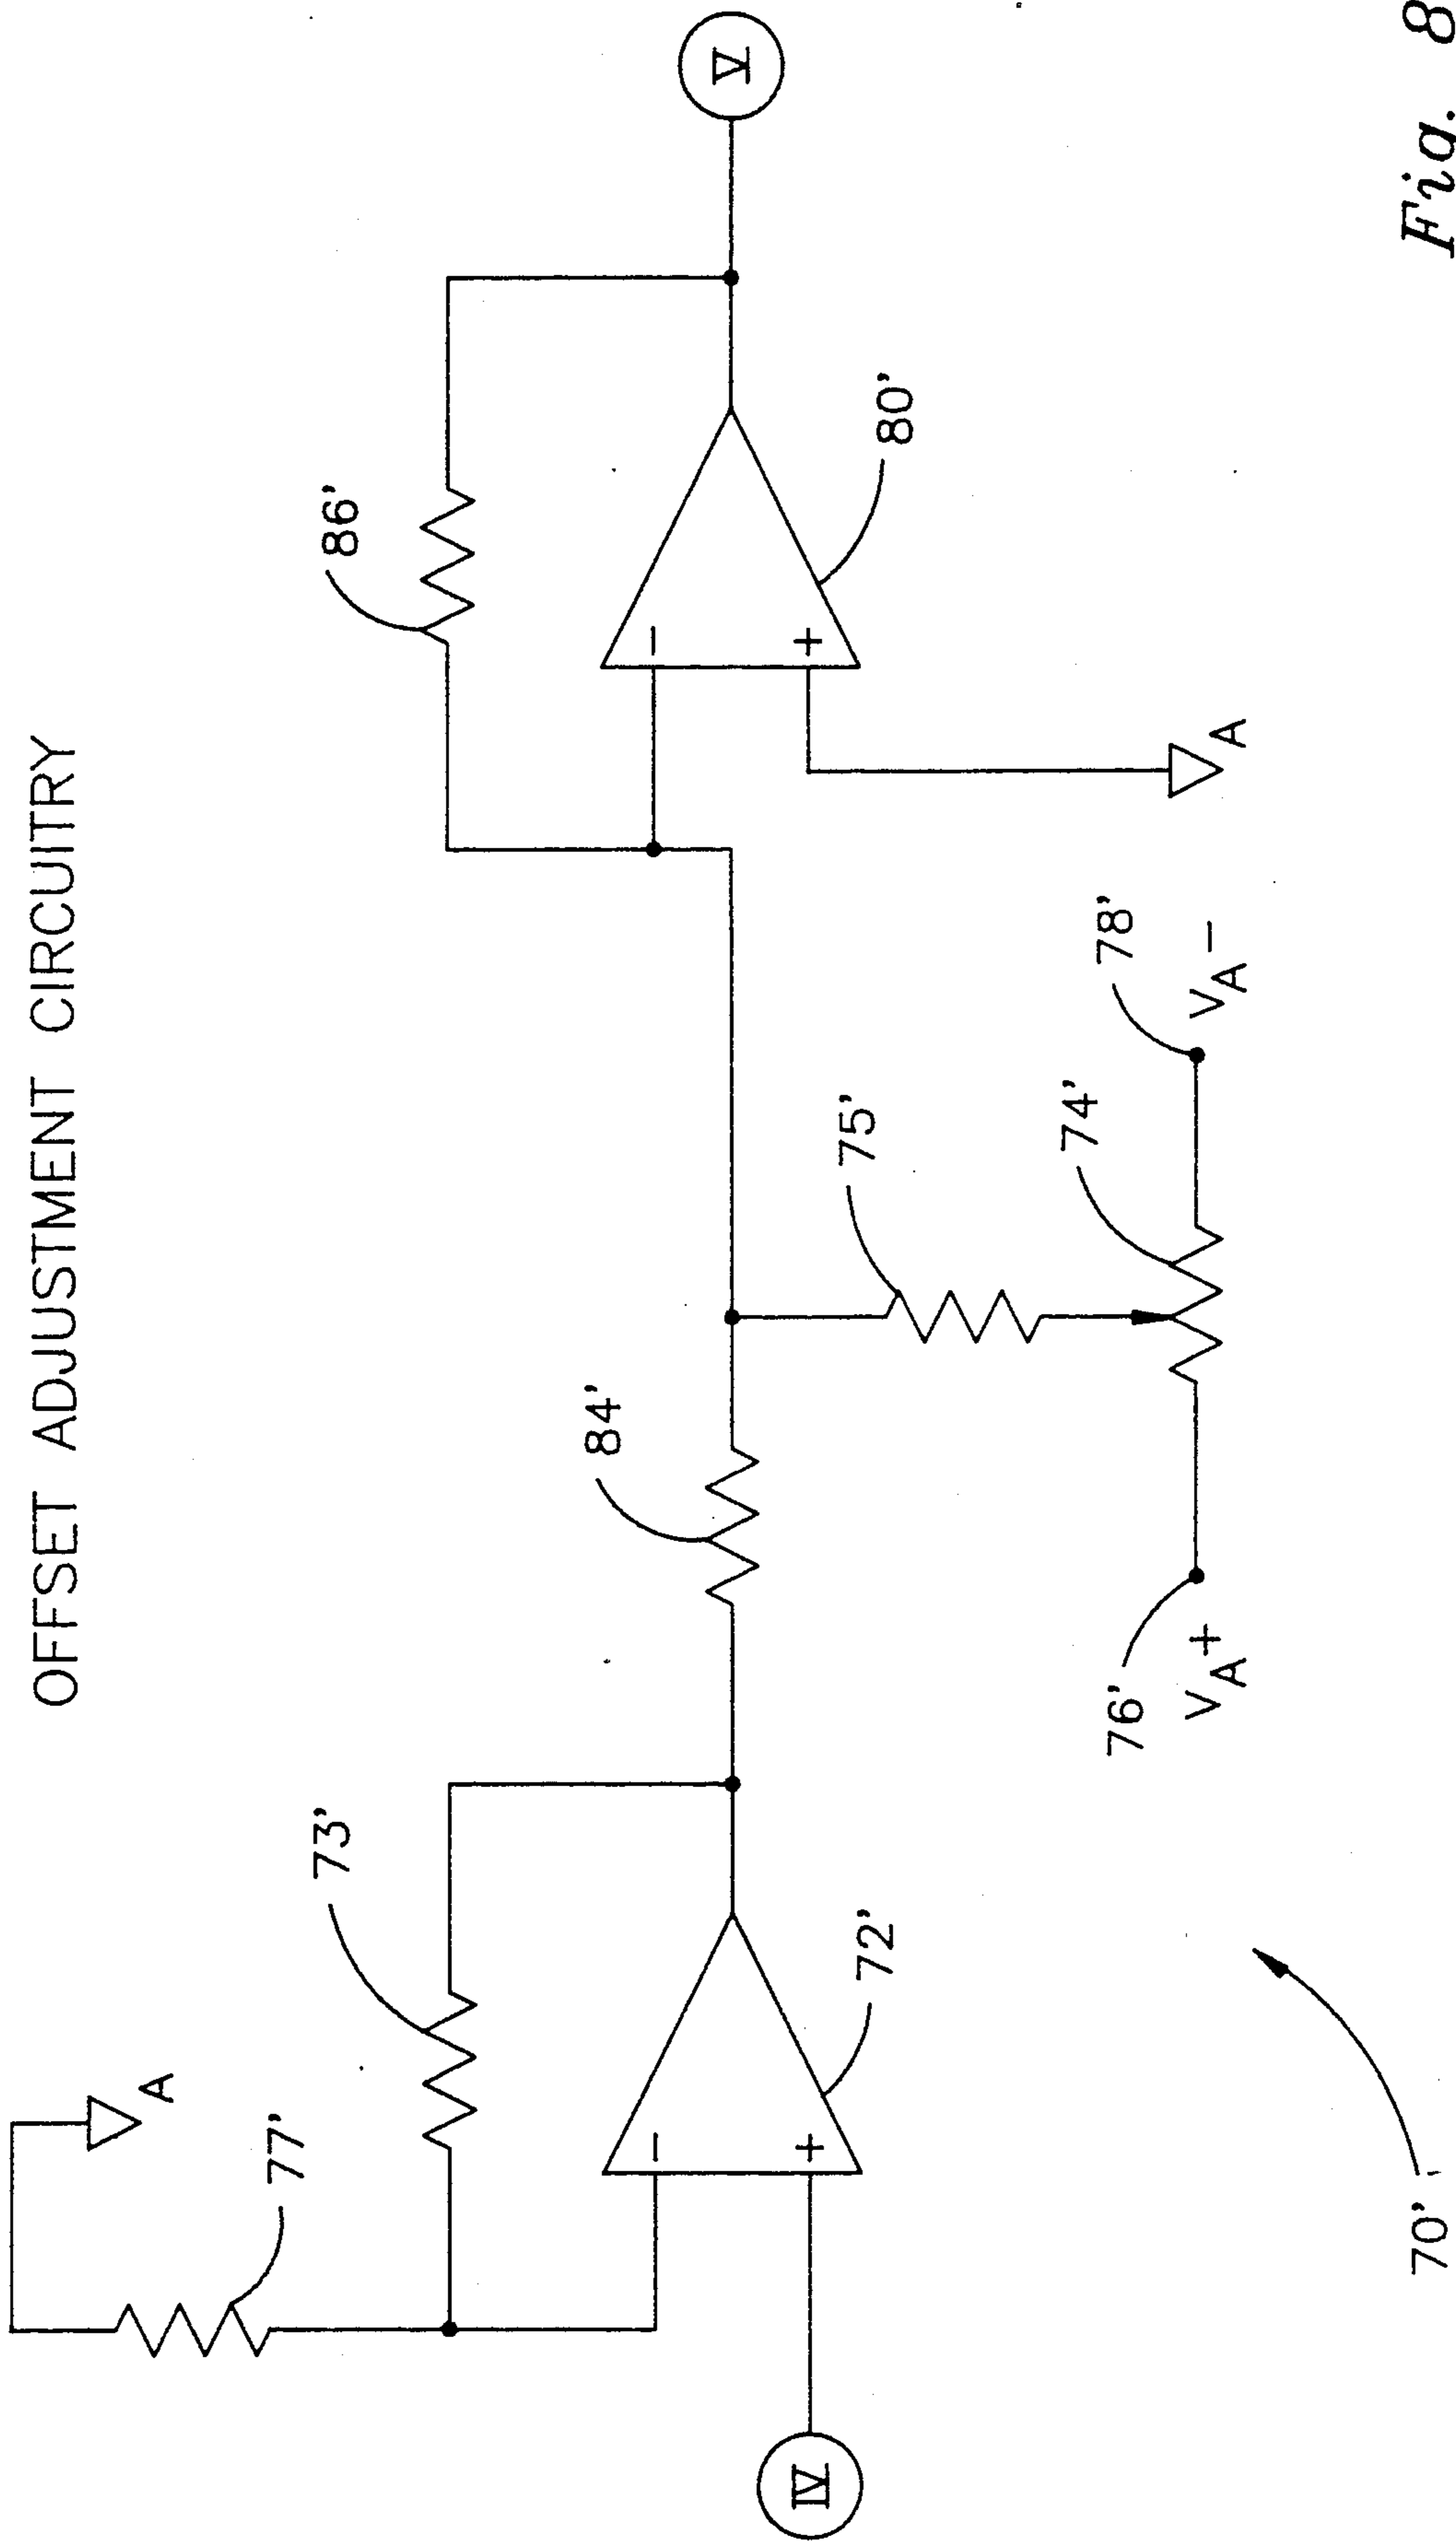 OFFSET ADJUSTMENT CIRCUITRY
A
77'
73'
86'
IV
-
+
72'
84'
-
+
80'
V
75'
A
76'
74'
78'
VA+
VA-
70'
Fig. 8